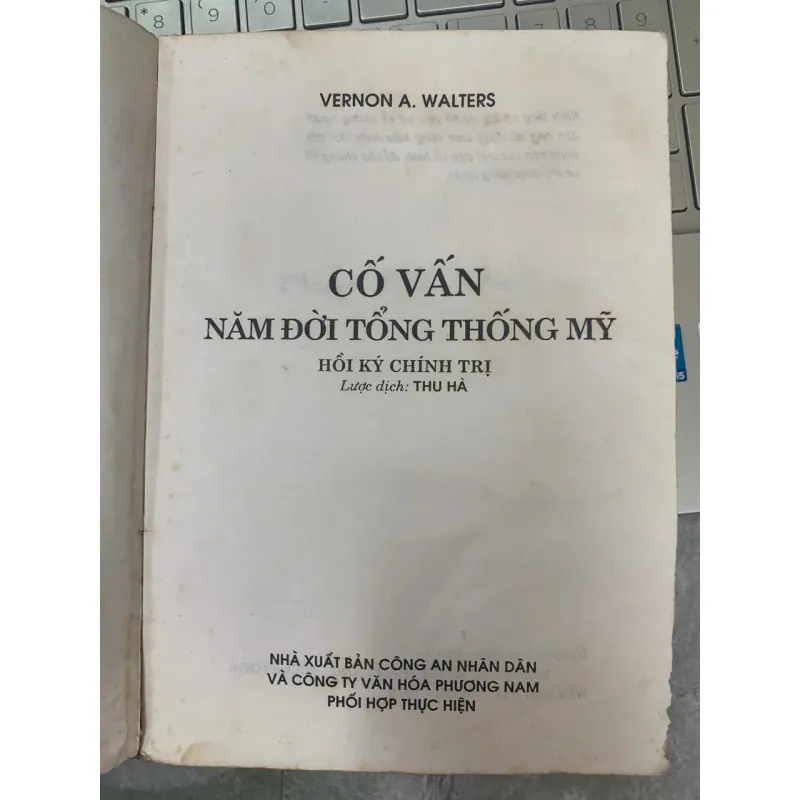 VERNON A. WALTERS
CỐ VẤN
NĂM ĐỜI TỔNG THỐNG MỸ
HỒI KÝ CHÍNH TRỊ
Lược dịch: THU HÀ
NHÀ XUẤT BẢN CÔNG AN NHÂN DÂN
VÀ CÔNG TY VĂN HÓA PHƯƠNG NAM
PHỐI HỢP THỰC HIỆN